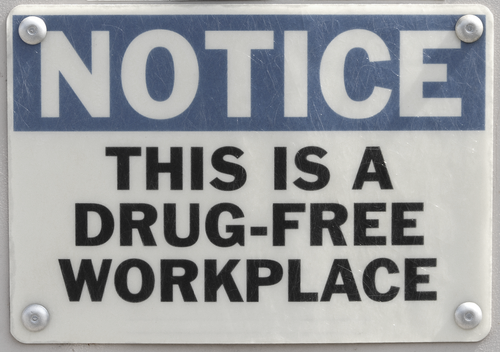 NOTICE
THIS IS A
DRUG-FREE
WORKPLACE